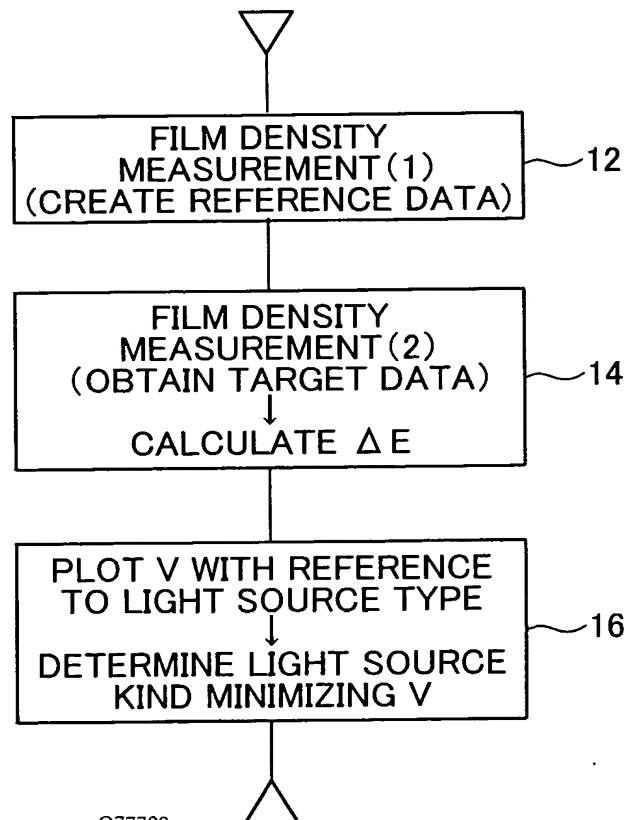 FILM DENSITY
MEASUREMENT(1)
(CREATE REFERENCE DATA)
12
FILM DENSITY
MEASUREMENT(2)
(OBTAIN TARGET DATA)
↓
CALCULATE ΔE
14
PLOT V WITH REFERENCE
TO LIGHT SOURCE TYPE
↓
DETERMINE LIGHT SOURCE
KIND MINIMIZING V
16